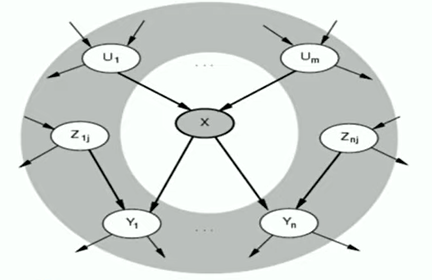 U1 ... Um
X
Z1j Znj
Y1 ... Yn